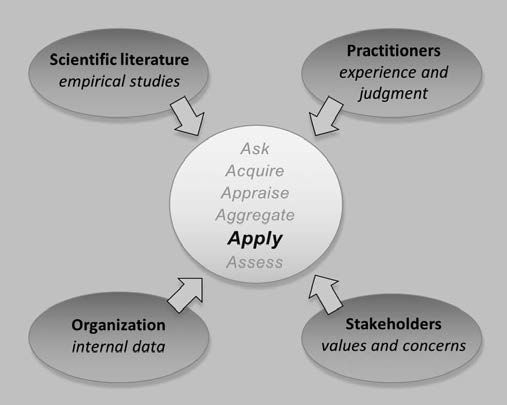 Scientific literature
empirical studies
Practitioners
experience and
judgment
Ask
Acquire
Appraise
Aggregate
Apply
Assess
Organization
internal data
Stakeholders
values and concerns